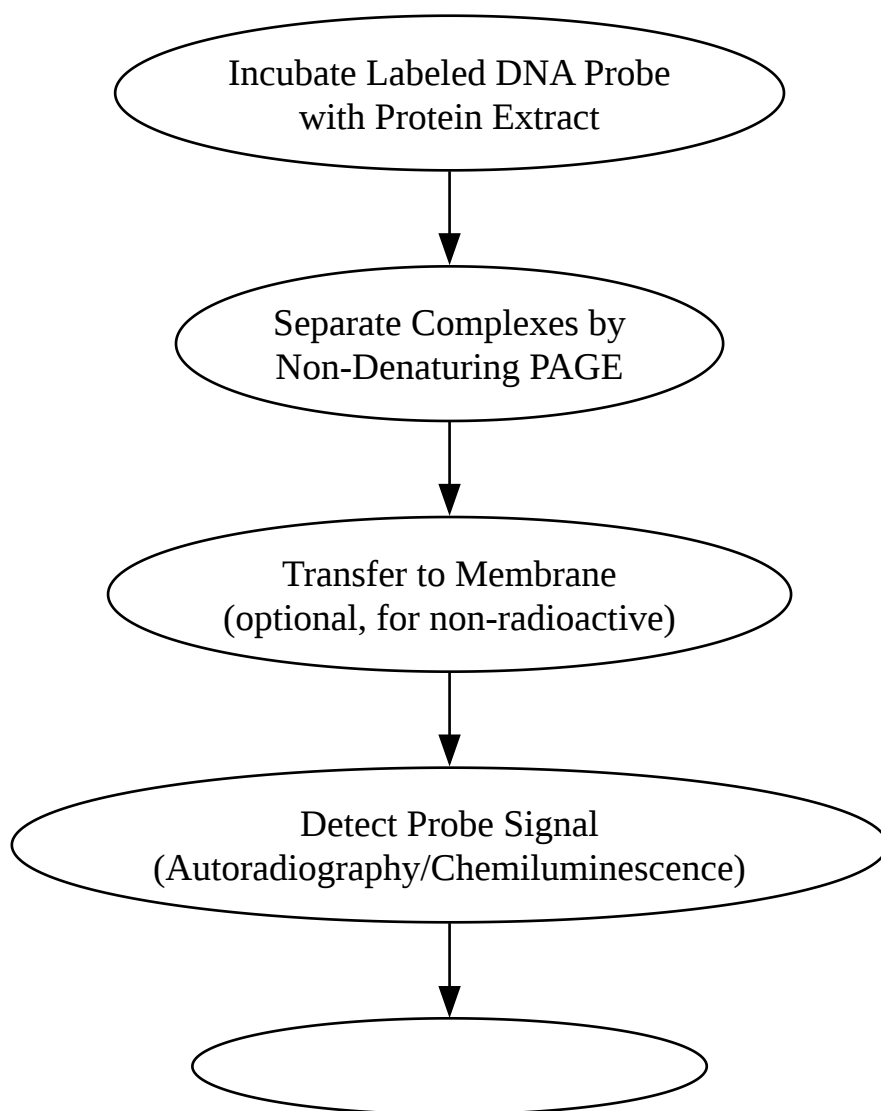 Incubate Labeled DNA Probe
with Protein Extract
Separate Complexes by
Non-Denaturing PAGE
Transfer to Membrane
(optional, for non-radioactive)
Detect Probe Signal
(Autoradiography/Chemiluminescence)